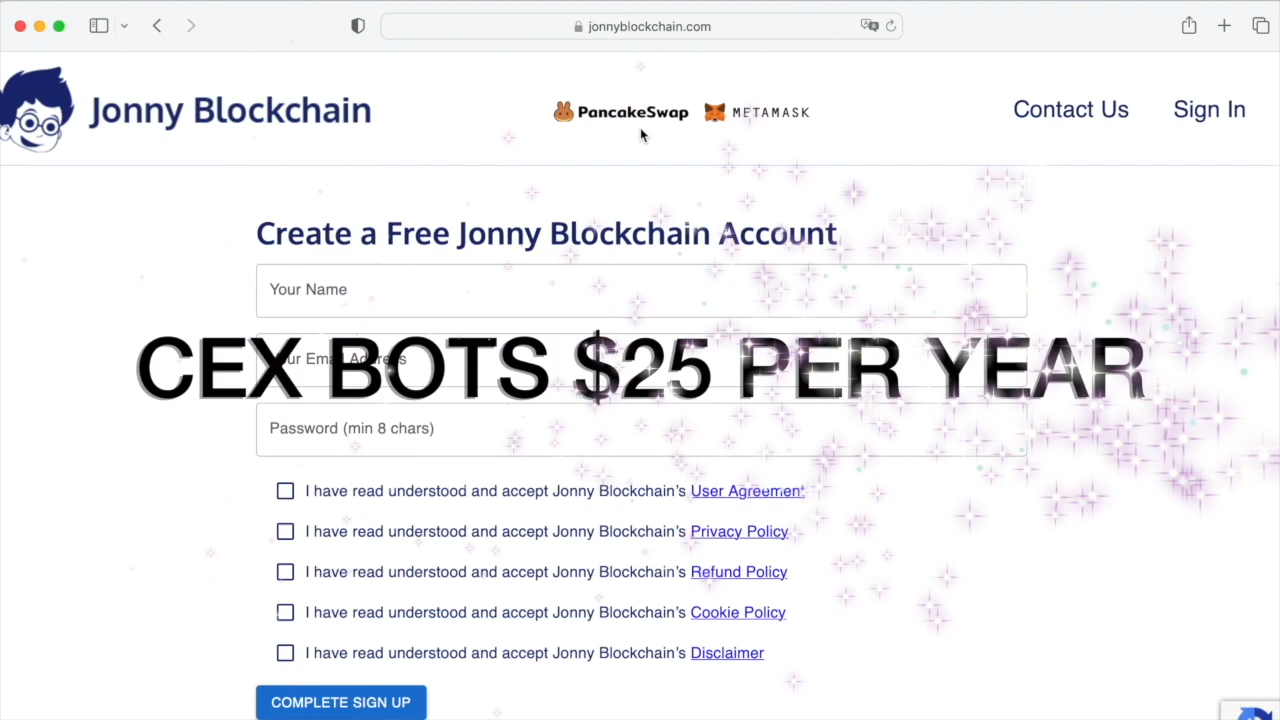 jonnyblockchain.com
Jonny Blockchain
PancakeSwap
METAMASK
Contact Us
Sign In
Create a Free Jonny Blockchain Account
Your Name
Your Email Address
CEX BOTS $25 PER YEAR
Password (min 8 chars)
I have read understood and accept Jonny Blockchain's User Agreement
I have read understood and accept Jonny Blockchain's Privacy Policy
I have read understood and accept Jonny Blockchain's Refund Policy
I have read understood and accept Jonny Blockchain's Cookie Policy
I have read understood and accept Jonny Blockchain's Disclaimer
COMPLETE SIGN UP